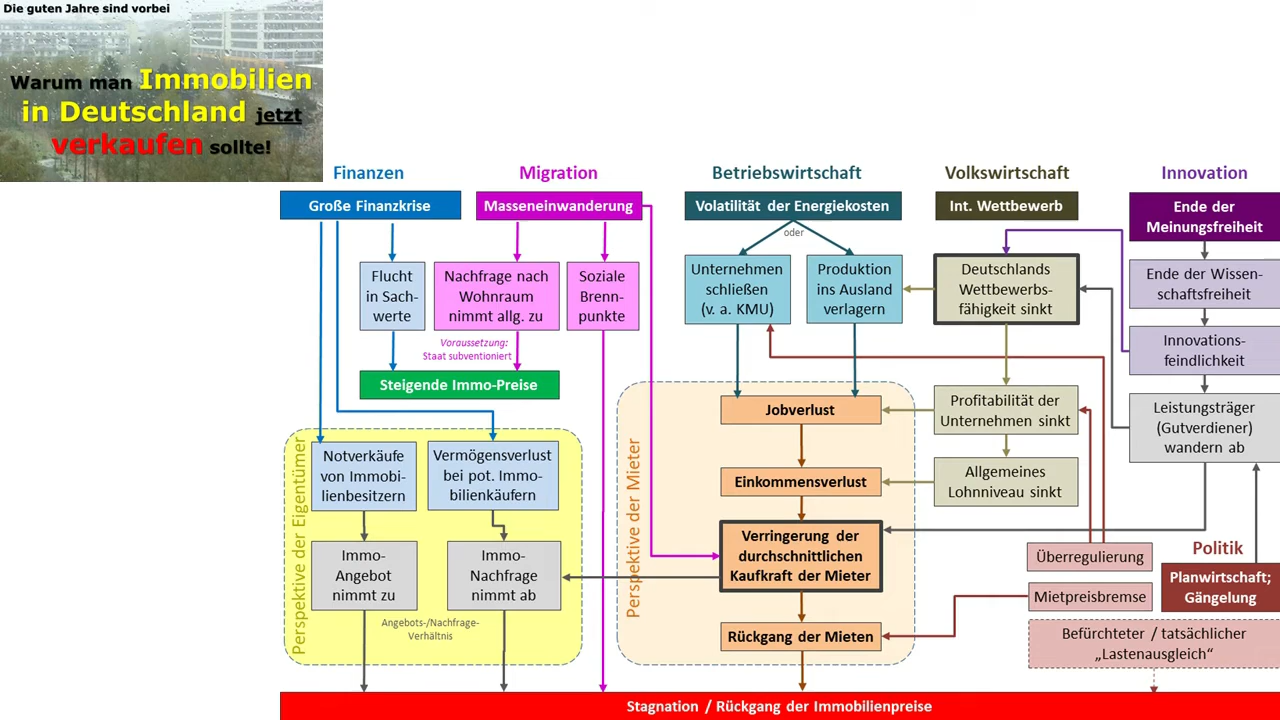 Die guten Jahre sind vorbei
Warum man Immobilien
in Deutschland jetzt
verkaufen sollte!
Finanzen
Migration
Betriebswirtschaft
Volkswirtschaft
Innovation
Große Finanzkrise
Masseneinwanderung
Volatilität der Energiekosten
Int. Wettbewerb
Ende der
Meinungsfreiheit
oder
Flucht
in Sach-
werte
Nachfrage nach
Wohnraum
nimmt allg. zu
Soziale
Brenn-
punkte
Unternehmen
schließen
(v. a. KMU)
Produktion
ins Ausland
verlagern
Deutschlands
Wettbewerbs-
fähigkeit sinkt
Ende der Wissen-
schaftsfreiheit
Innovations-
feindlichkeit
Voraussetzung:
Staat subventioniert
Steigende Immo-Preise
Jobverlust
Profitabilität der
Unternehmen sinkt
Leistungsträger
(Gutverdiener)
wandern ab
Perspektive der Eigentümer
Notverkäufe
von Immobi-
lienbesitzern
Vermögensverlust
bei pot. Immo-
bilienkäufern
Perspektive der Mieter
Einkommensverlust
Allgemeines
Lohnniveau sinkt
Immo-
Angebot
nimmt zu
Immo-
Nachfrage
nimmt ab
Verringerung der
durchschnittlichen
Kaufkraft der Mieter
Überregulierung
Politik
Planwirtschaft;
Gängelung
Mietpreisbremse
Angebots-/Nachfrage-
Verhältnis
Rückgang der Mieten
Befürchteter / tatsächlicher
„Lastenausgleich“
Stagnation / Rückgang der Immobilienpreise